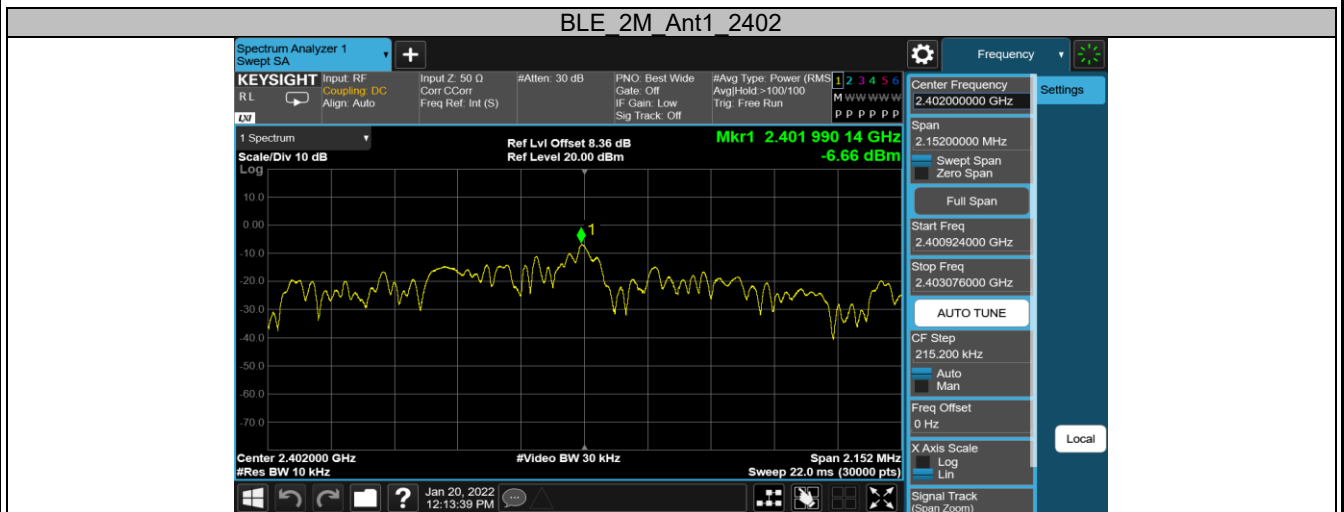 BLE_2M_Ant1_2402
Spectrum Analyzer 1
Swept SA
+
Frequency
KEYSIGHT
RL
LXI
Input: RF
Coupling: DC
Align: Auto
Input Z: 50 Ω
Corr CCorr
Freq Ref: Int (S)
#Atten: 30 dB
PNO: Best Wide
Gate: Off
IF Gain: Low
Sig Track: Off
#Avg Type: Power (RMS
Avg|Hold:>100/100
Trig: Free Run
1 2 3 4 5 6
M W W W W W
P P P P P P
Center Frequency
2.402000000 GHz
Settings
Span
2.15200000 MHz
Swept Span
Zero Span
Full Span
Start Freq
2.400924000 GHz
Stop Freq
2.403076000 GHz
AUTO TUNE
CF Step
215.200 kHz
Auto
Man
Freq Offset
0 Hz
X Axis Scale
Log
Lin
Signal Track
(Span Zoom)
Local
1 Spectrum
Scale/Div 10 dB
Log
Ref Lvl Offset 8.36 dB
Ref Level 20.00 dBm
Mkr1 2.401 990 14 GHz
-6.66 dBm
10.0
0.00
-10.0
-20.0
-30.0
-40.0
-50.0
-60.0
-70.0
1
Center 2.402000 GHz
#Res BW 10 kHz
#Video BW 30 kHz
Span 2.152 MHz
Sweep 22.0 ms (30000 pts)
?
Jan 20, 2022
12:13:39 PM